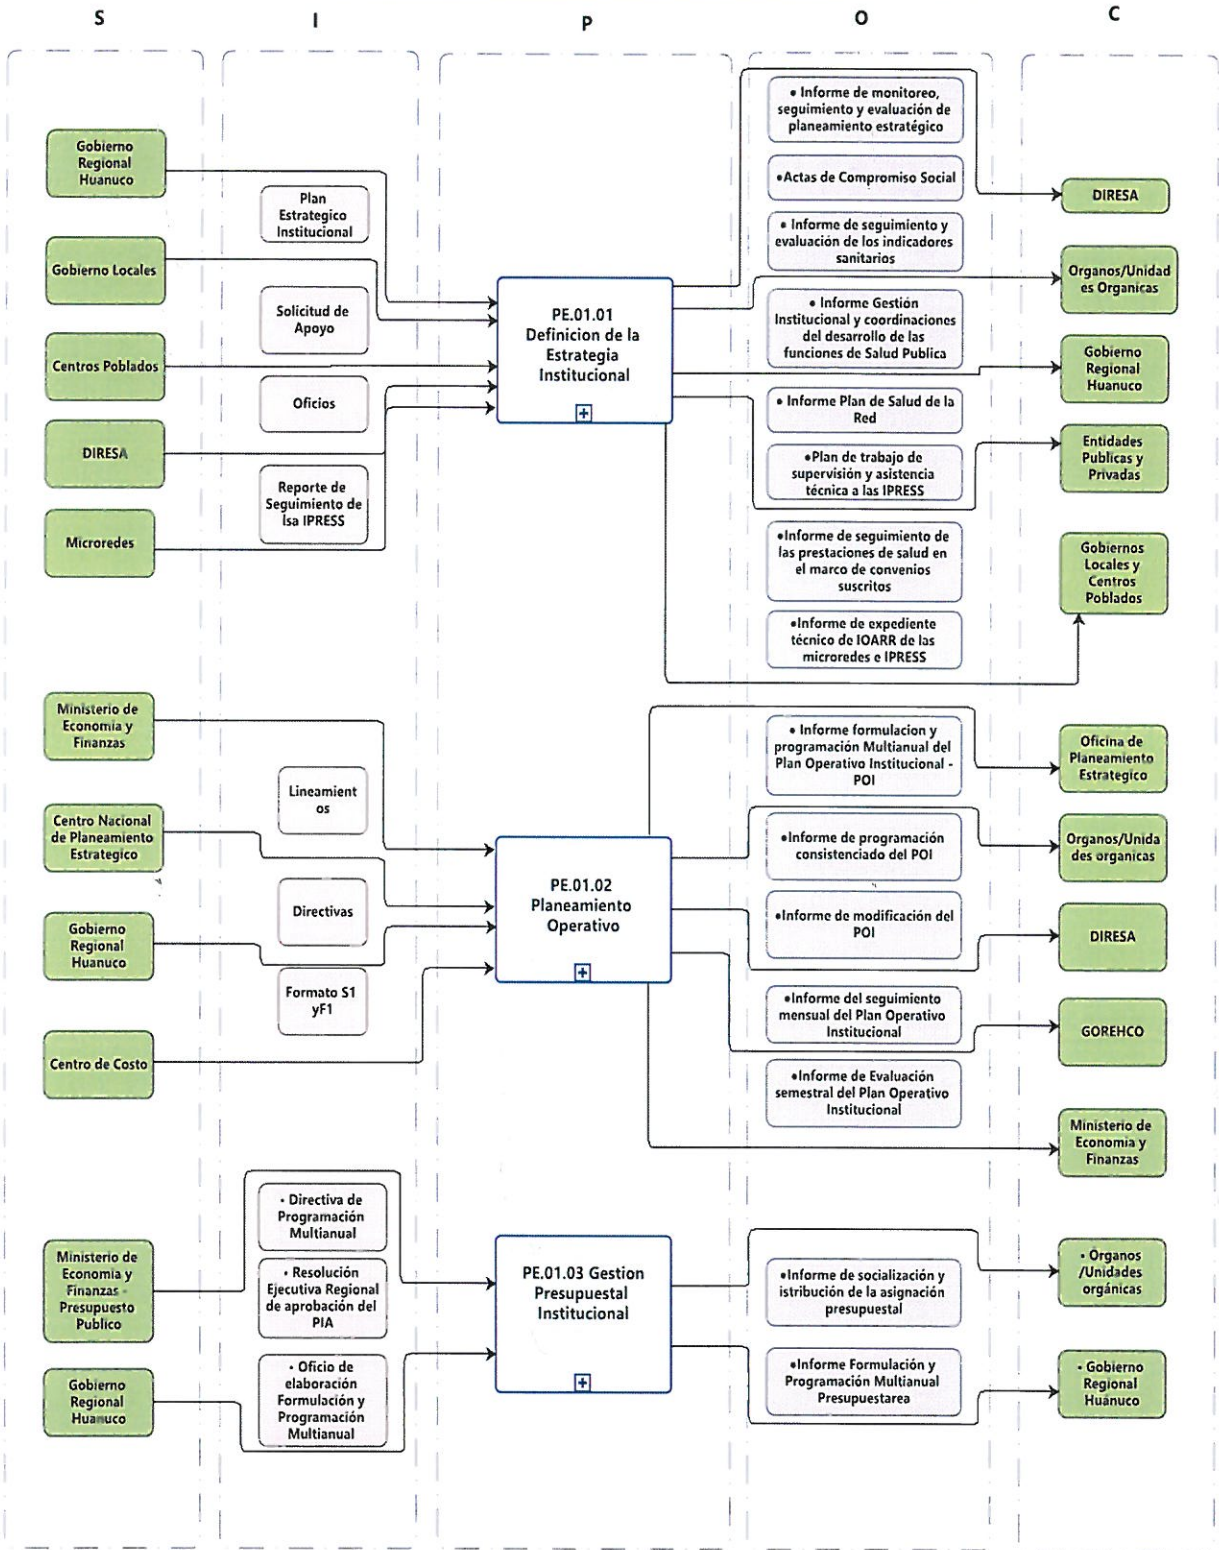 S
I
P
O
C
Gobierno
Regional
Huanuco
Gobierno Locales
Centros Poblados
DIRESA
Microredes
Plan
Estrategico
Institucional
Solicitud de
Apoyo
Oficios
Reporte de
Seguimiento de
lsa IPRESS
PE.01.01
Definicion de la
Estrategia
Institucional
• Informe de monitoreo,
seguimiento y evaluación de
planeamiento estratégico
•Actas de Compromiso Social
• Informe de seguimiento y
evaluación de los indicadores
sanitarios
• Informe Gestión
Institucional y coordinaciones
del desarrollo de las
funciones de Salud Publica
• Informe Plan de Salud de la
Red
•Plan de trabajo de
supervisión y asistencia
técnica a las IPRESS
•Informe de seguimiento de
las prestaciones de salud en
el marco de convenios
suscritos
•Informe de expediente
técnico de IOARR de las
microredes e IPRESS
DIRESA
Organos/Unidad
es Organicas
Gobierno
Regional
Huanuco
Entidades
Publicas y
Privadas
Gobiernos
Locales y
Centros
Poblados
Ministerio de
Economia y
Finanzas
Centro Nacional
de Planeamiento
Estrategico
Gobierno
Regional
Huanuco
Centro de Costo
Lineamient
os
Directivas
Formato S1
yF1
PE.01.02
Planeamiento
Operativo
• Informe formulacion y
programación Multianual del
Plan Operativo Institucional -
POI
•Informe de programación
consistenciado del POI
•Informe de modificación del
POI
•Informe del seguimiento
mensual del Plan Operativo
Institucional
•Informe de Evaluación
semestral del Plan Operativo
Institucional
Oficina de
Planeamiento
Estrategico
Organos/Unida
des organicas
DIRESA
GOREHCO
Ministerio de
Economia y
Finanzas
Ministerio de
Economia y
Finanzas -
Presupuesto
Publico
Gobierno
Regional
Huanuco
• Directiva de
Programación
Multianual
• Resolución
Ejecutiva Regional
de aprobación del
PIA
• Oficio de
elaboración
Formulación y
Programación
Multianual
PE.01.03 Gestion
Presupuestal
Institucional
•Informe de socialización y
istribución de la asignación
presupuestal
•Informe Formulación y
Programación Multianual
Presupuestarea
• Órganos
/Unidades
orgánicas
• Gobierno
Regional
Huánuco